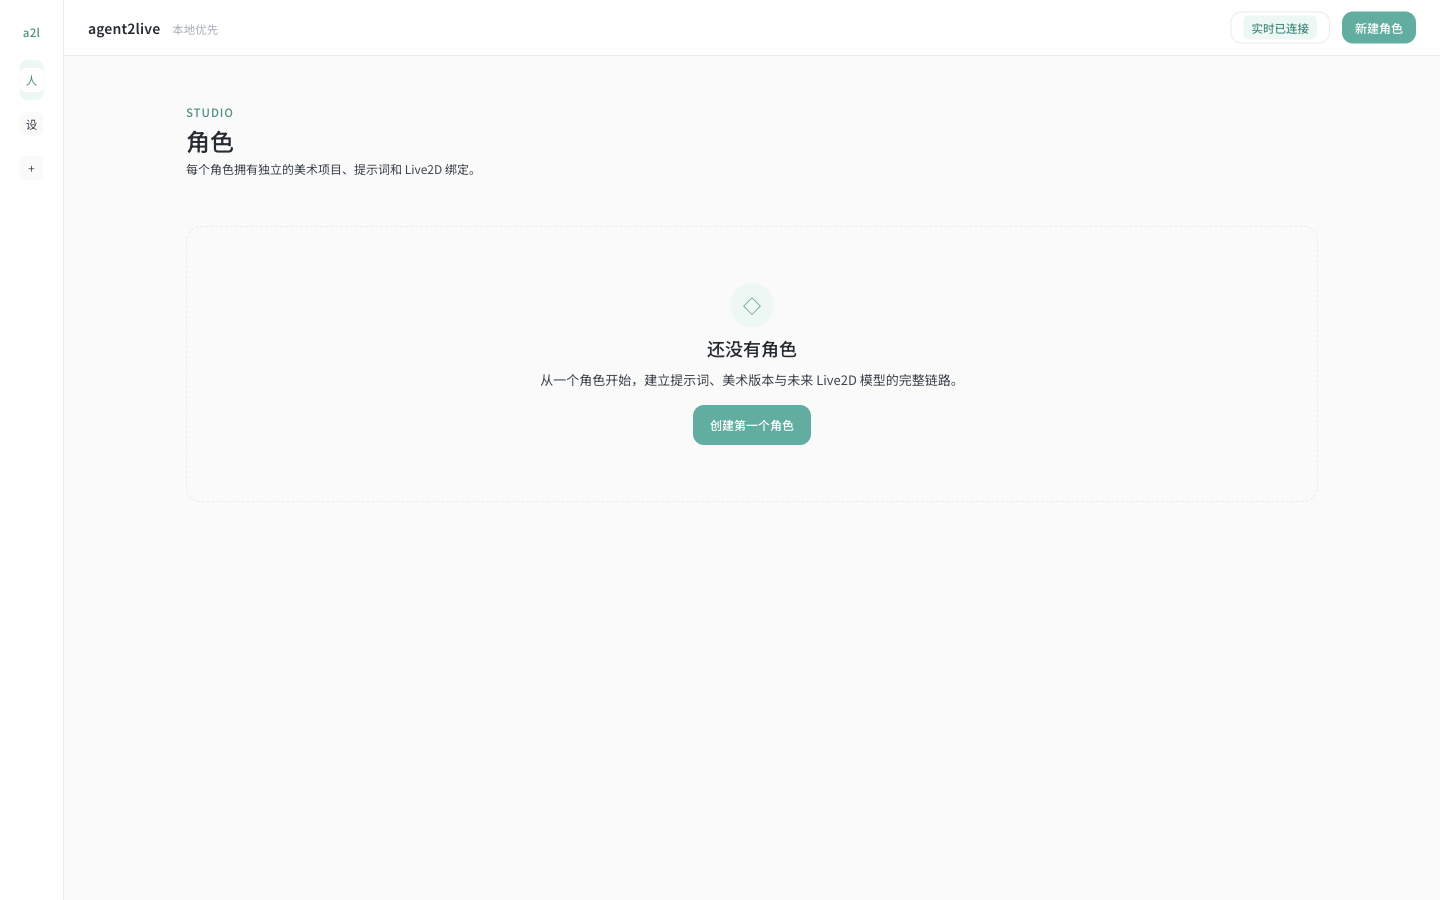 a2l
人
设
+
agent2live 本地优先
实时已连接
新建角色
STUDIO
角色
每个角色拥有独立的美术项目、提示词和 Live2D 绑定。
还没有角色
从一个角色开始，建立提示词、美术版本与未来 Live2D 模型的完整链路。
创建第一个角色